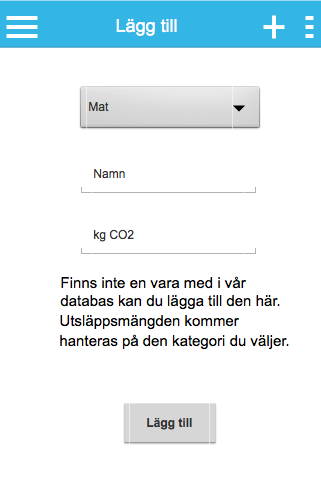 Lägg till
Mat
Namn
kg CO2
Finns inte en vara med i vår
databas kan du lägga till den här.
Utsläppsmängden kommer
hanteras på den kategori du väljer.
Lägg till